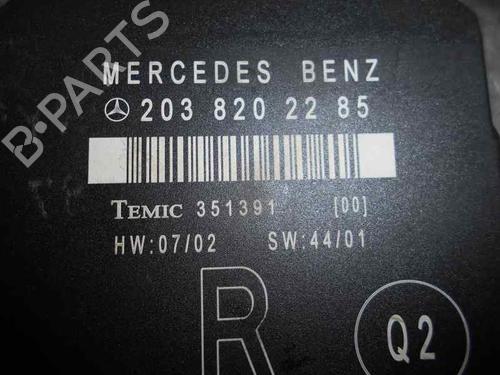 B-PARTS
MERCEDES BENZ
203 820 22 85
TEMIC 351391 [00]
HW:07/02 SW:44/01
R
Q2